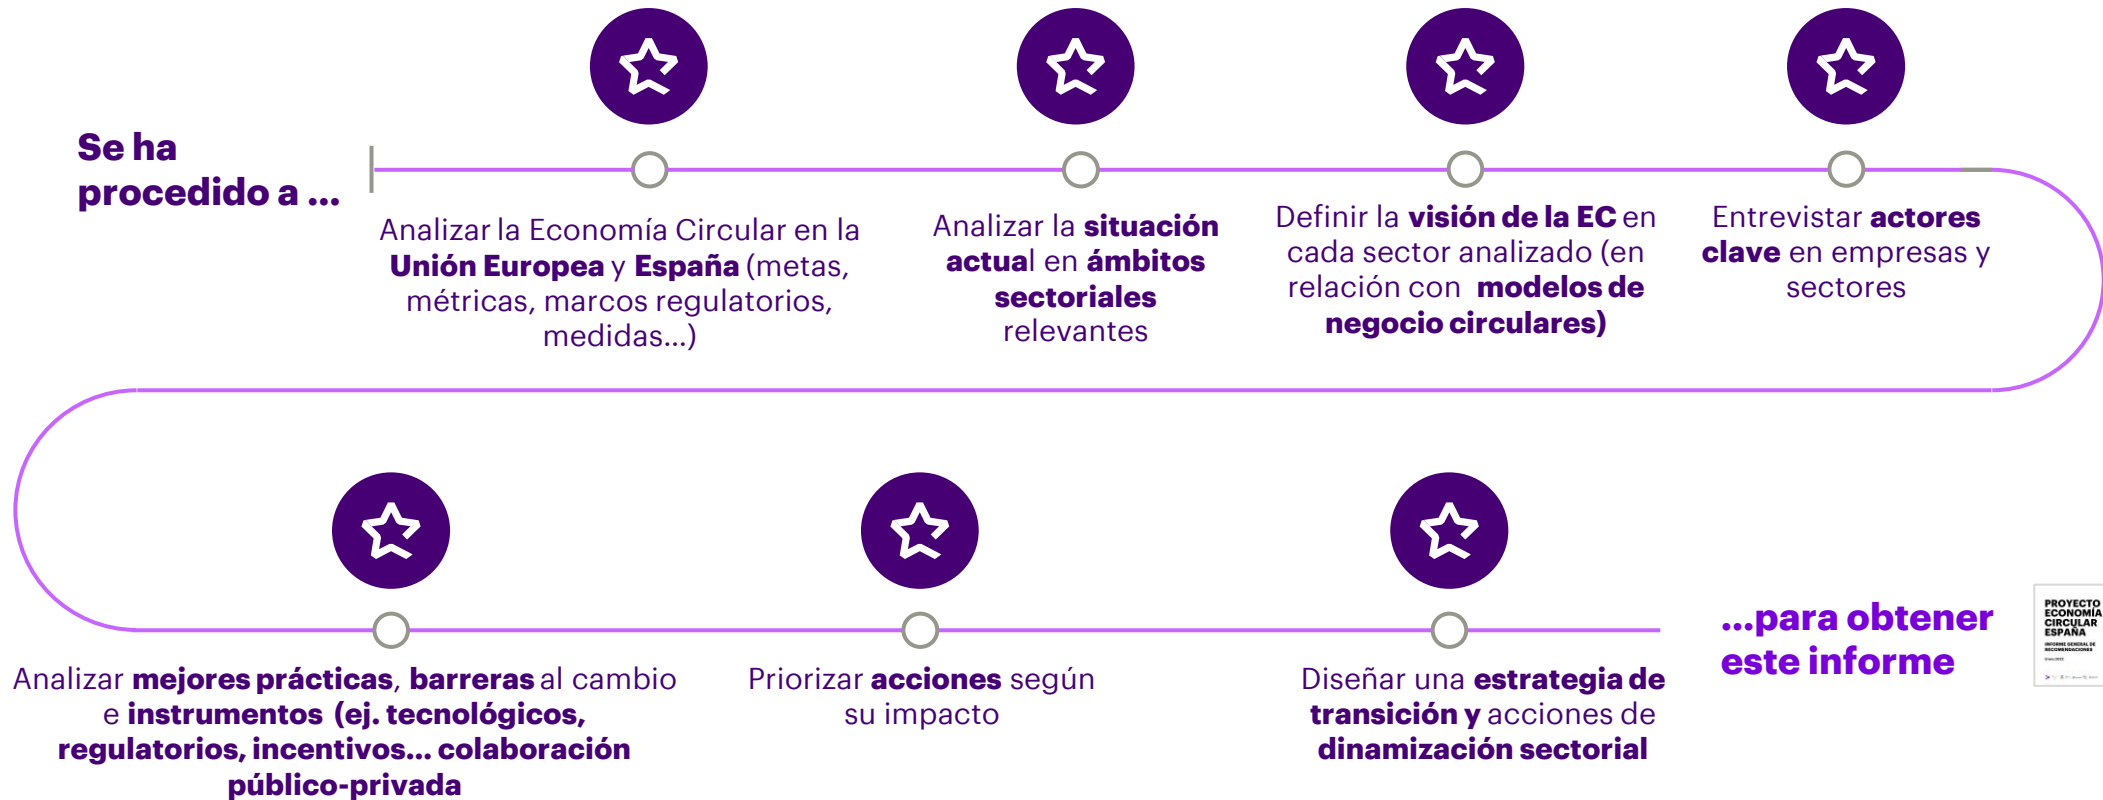 Se ha
procedido a ...
Analizar la Economía Circular en la
Unión Europea y España (metas,
métricas, marcos regulatorios,
medidas...)
Analizar la situación
actual en ámbitos
sectoriales
relevantes
Definir la visión de la EC en
cada sector analizado (en
relación con modelos de
negocio circulares)
Entrevistar actores
clave en empresas y
sectores
Analizar mejores prácticas, barreras al cambio
e instrumentos (ej. tecnológicos,
regulatorios, incentivos... colaboración
público-privada
Priorizar acciones según
su impacto
Diseñar una estrategia de
transición y acciones de
dinamización sectorial
...para obtener
este informe
PROYECTO
ECONOMÍA
CIRCULAR
ESPAÑA
INFORME GENERAL DE
RECOMENDACIONES